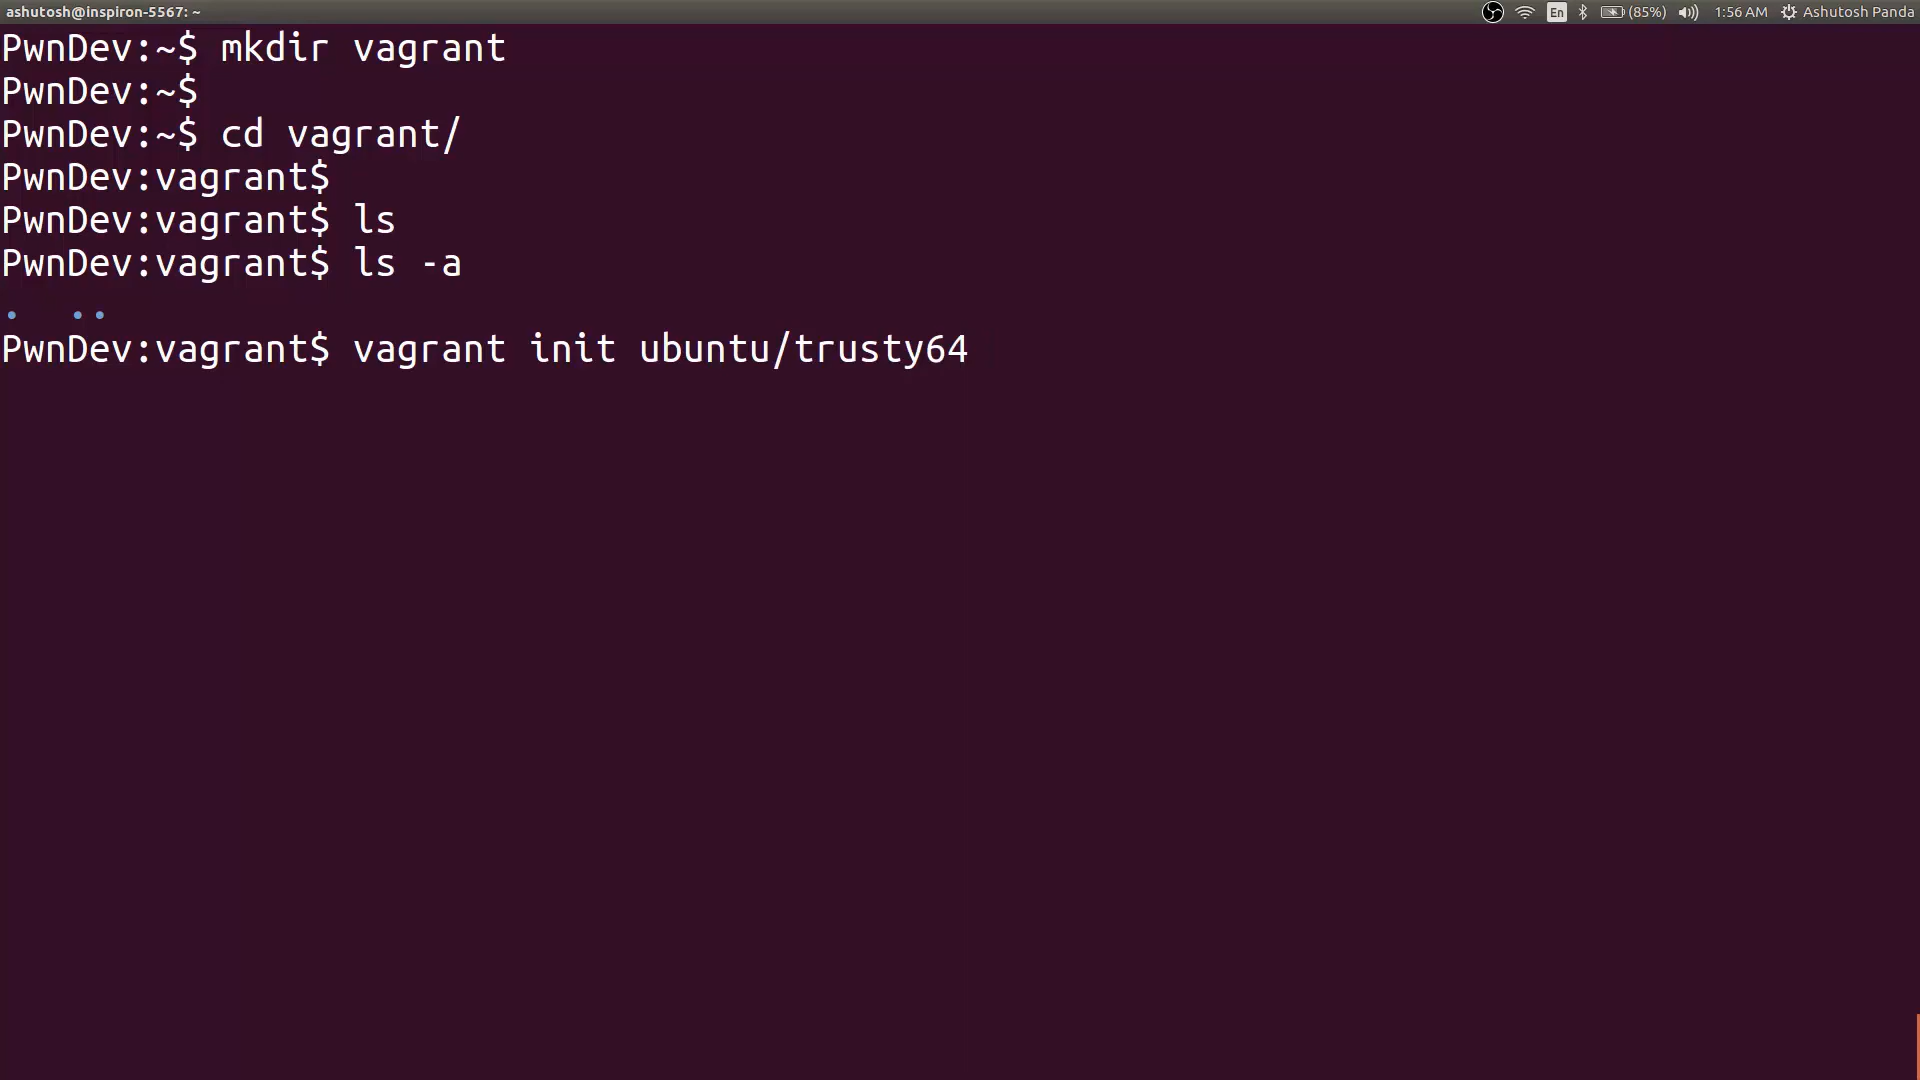 ashutosh@inspiron-5567: ~
En (85%) 1:56 AM Ashutosh Panda
PwnDev:~$ mkdir vagrant
PwnDev:~$
PwnDev:~$ cd vagrant/
PwnDev:vagrant$
PwnDev:vagrant$ ls
PwnDev:vagrant$ ls -a
. ..
PwnDev:vagrant$ vagrant init ubuntu/trusty64